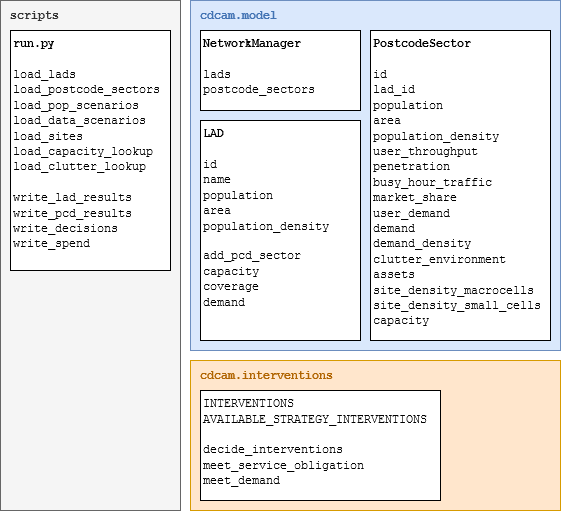 scripts
run.py
load_lads
load_postcode_sectors
load_pop_scenarios
load_data_scenarios
load_sites
load_capacity_lookup
load_clutter_lookup
write_lad_results
write_pcd_results
write_decisions
write_spend
cdcam.model
NetworkManager
lads
postcode_sectors
LAD
id
name
population
area
population_density
add_pcd_sector
capacity
coverage
demand
PostcodeSector
id
lad_id
population
area
population_density
user_throughput
penetration
busy_hour_traffic
market_share
user_demand
demand
demand_density
clutter_environment
assets
site_density_macrocells
site_density_small_cells
capacity
cdcam.interventions
INTERVENTIONS
AVAILABLE_STRATEGY_INTERVENTIONS
decide_interventions
meet_service_obligation
meet_demand